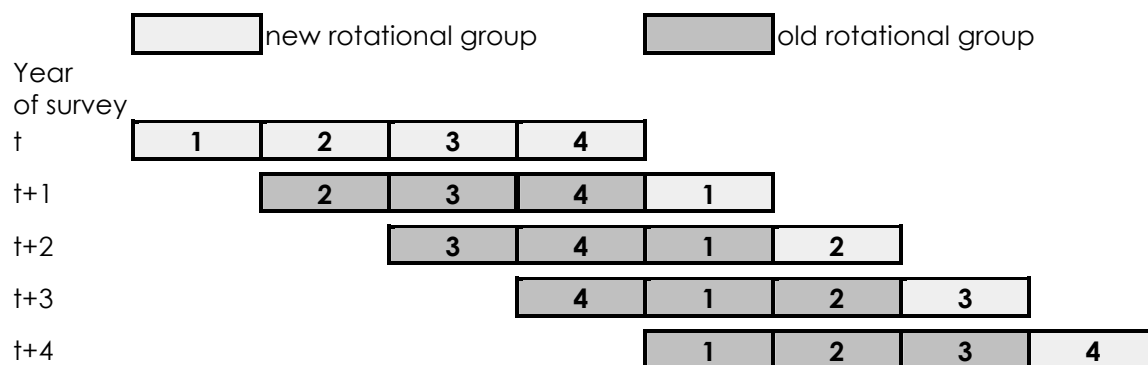 new rotational group old rotational group
Year
of survey
t 1 2 3 4
t+1 2 3 4 1
t+2 3 4 1 2
t+3 4 1 2 3
t+4 1 2 3 4